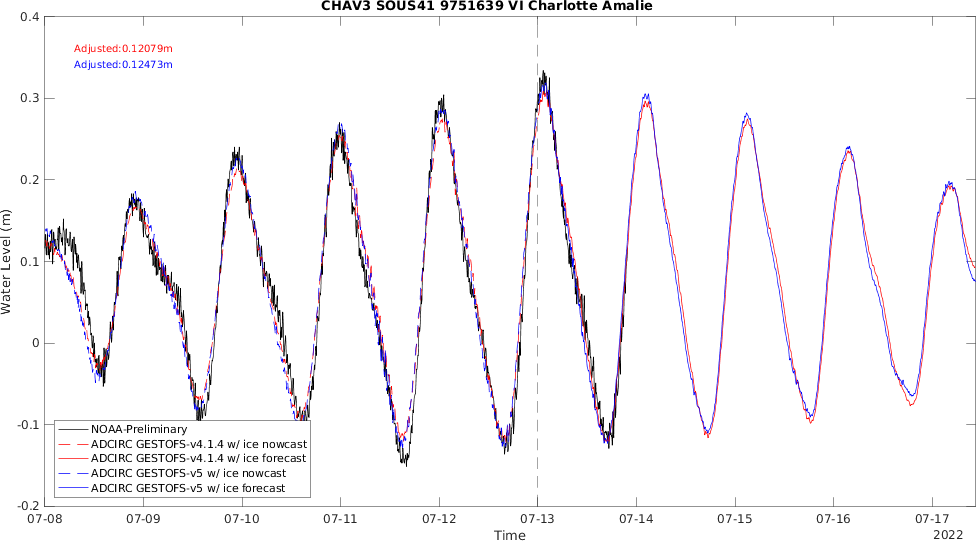 CHAV3 SOUS41 9751639 VI Charlotte Amalie
0.4
0.3
0.2
0.1
0
-0.1
-0.2
Water Level (m)
Adjusted:0.12079m
Adjusted:0.12473m
NOAA-Preliminary
ADCIRC GESTOFS-v4.1.4 w/ ice nowcast
ADCIRC GESTOFS-v4.1.4 w/ ice forecast
ADCIRC GESTOFS-v5 w/ ice nowcast
ADCIRC GESTOFS-v5 w/ ice forecast
07-08 07-09 07-10 07-11 07-12 07-13 07-14 07-15 07-16 07-17
Time
2022